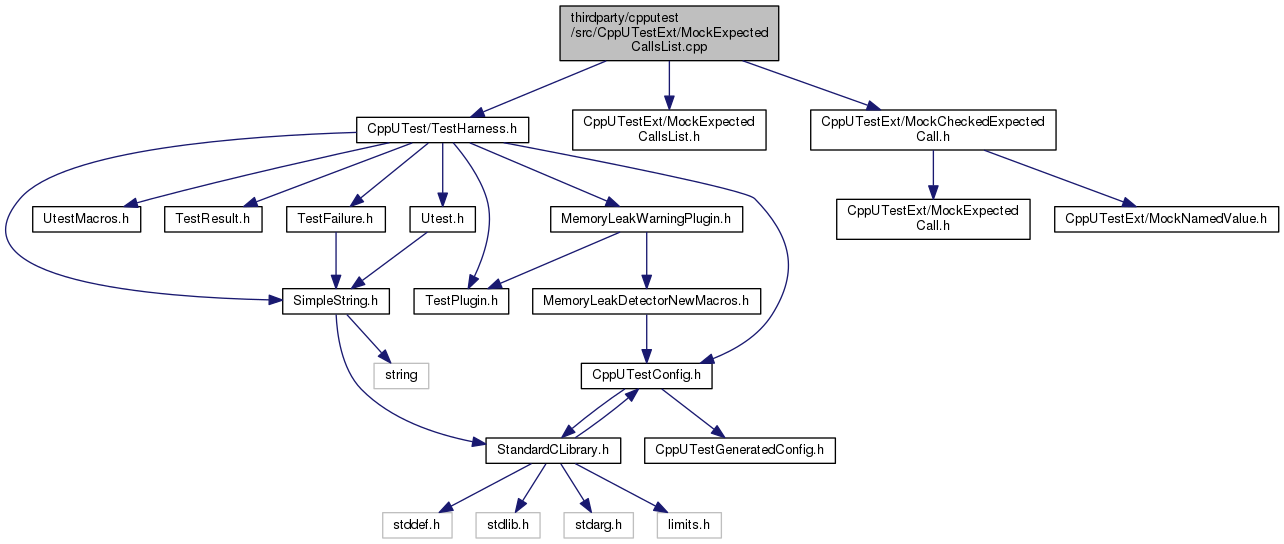 thirdparty/cpputest
/src/CppUTestExt/MockExpected
CallsList.cpp
CppUTest/TestHarness.h
CppUTestExt/MockExpected
CallsList.h
CppUTestExt/MockCheckedExpected
Call.h
UtestMacros.h
TestResult.h
TestFailure.h
Utest.h
MemoryLeakWarningPlugin.h
CppUTestExt/MockExpected
Call.h
CppUTestExt/MockNamedValue.h
SimpleString.h
TestPlugin.h
MemoryLeakDetectorNewMacros.h
string
CppUTestConfig.h
StandardCLibrary.h
CppUTestGeneratedConfig.h
stddef.h
stdlib.h
stdarg.h
limits.h